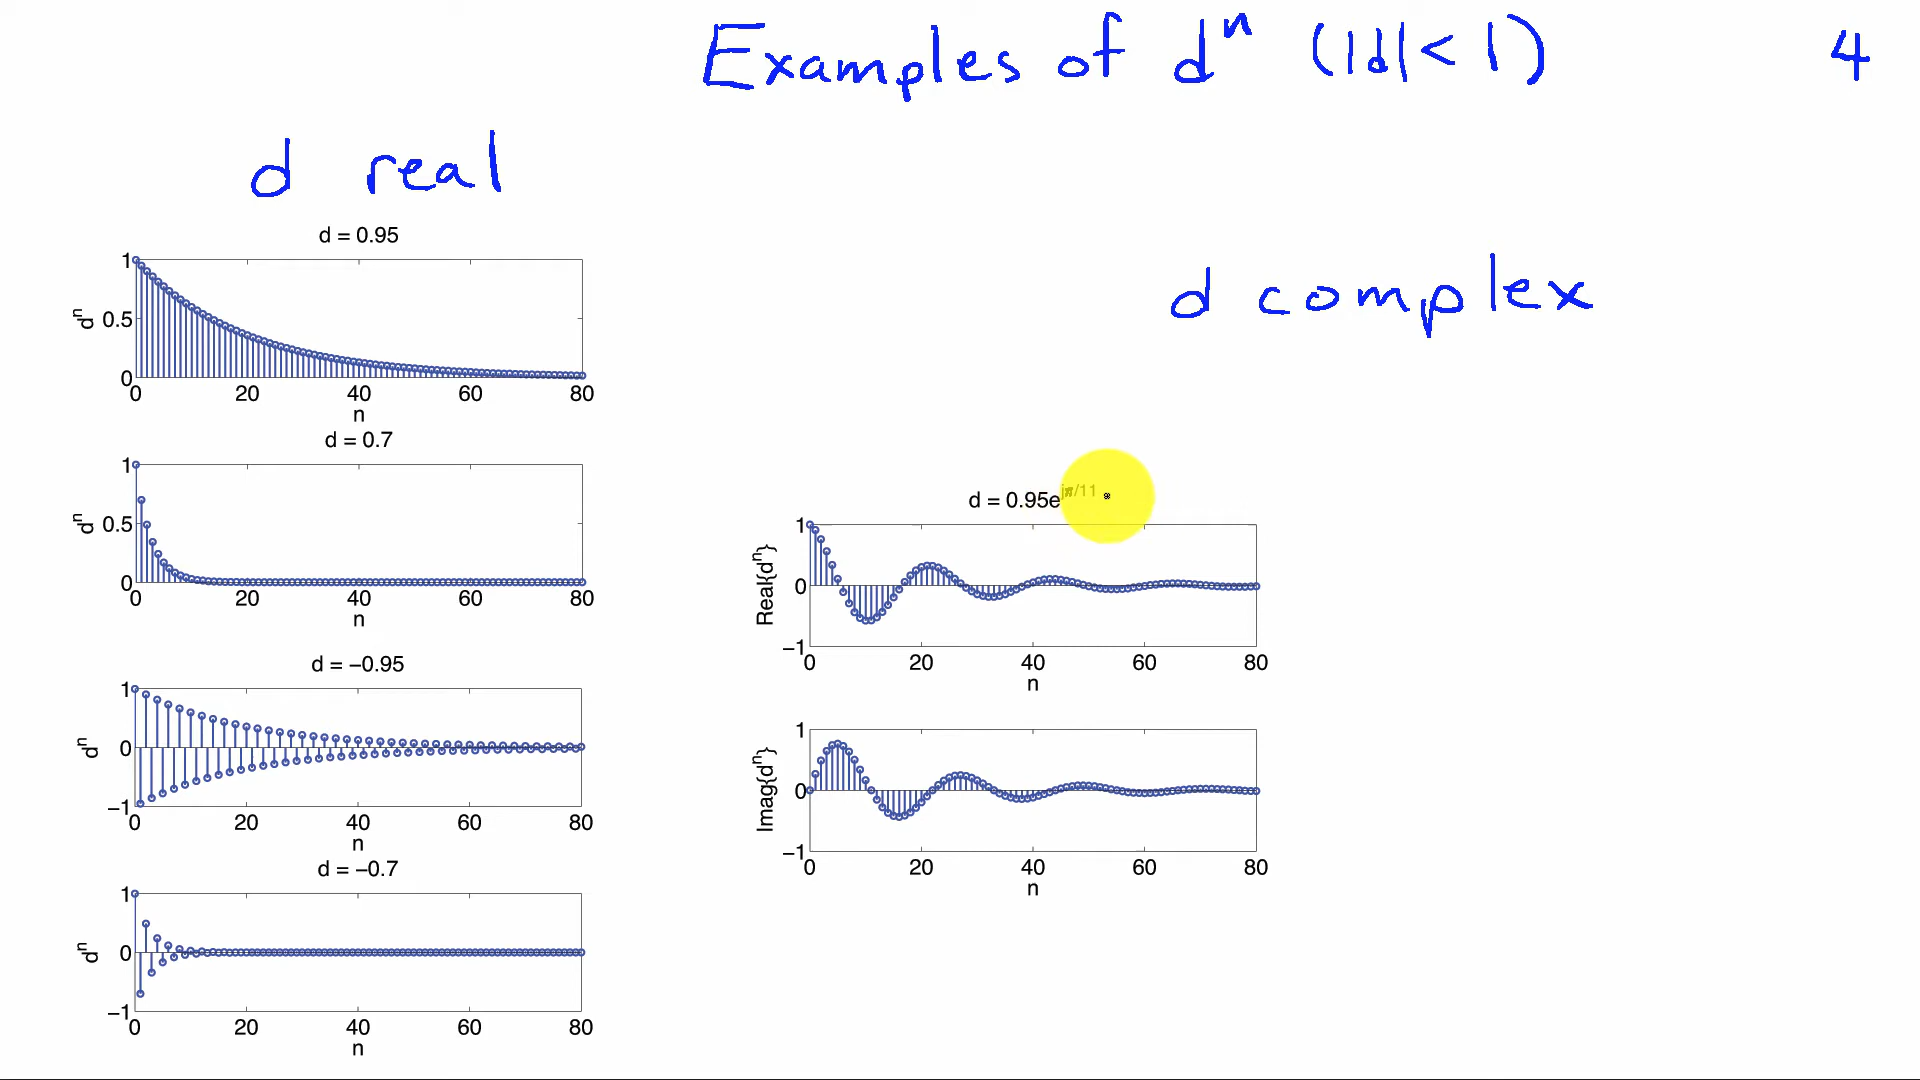 Examples of dⁿ (|d| < 1) 4
d real
d = 0.95
1
0.5
0
dⁿ
0 20 40 60 80
n
d = 0.7
1
0.5
0
dⁿ
0 20 40 60 80
n
d = −0.95
1
0
−1
dⁿ
0 20 40 60 80
n
d = −0.7
1
0
−1
dⁿ
0 20 40 60 80
n
d complex
d = 0.95e^jπ/11
1
0
−1
Real{dⁿ}
0 20 40 60 80
n
1
0
−1
Imag{dⁿ}
0 20 40 60 80
n